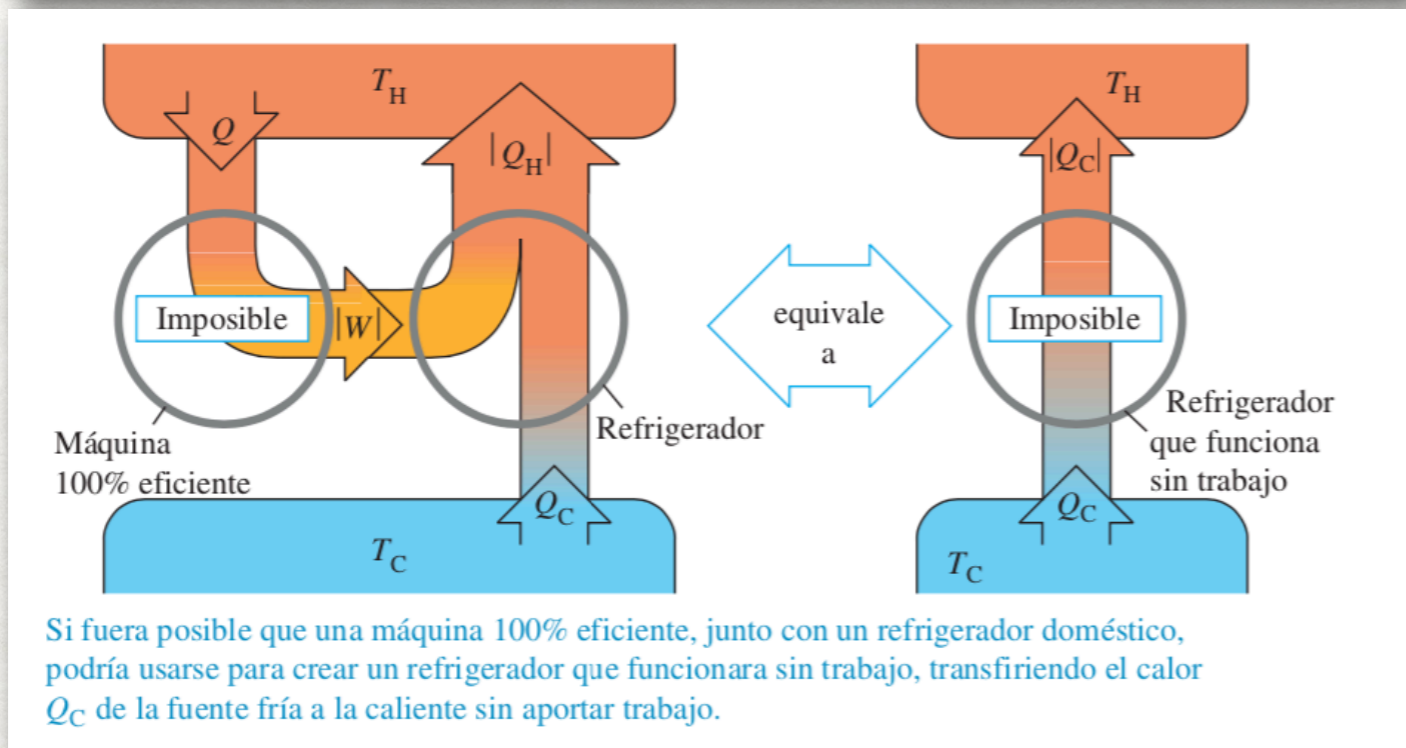 T_H
Q
|Q_H|
Imposible
|W|
Máquina
100% eficiente
Refrigerador
Q_C
T_C
equivale
a
T_H
|Q_C|
Imposible
Refrigerador
que funciona
sin trabajo
Q_C
T_C
Si fuera posible que una máquina 100% eficiente, junto con un refrigerador doméstico,
podría usarse para crear un refrigerador que funcionara sin trabajo, transfiriendo el calor
Q_C de la fuente fría a la caliente sin aportar trabajo.